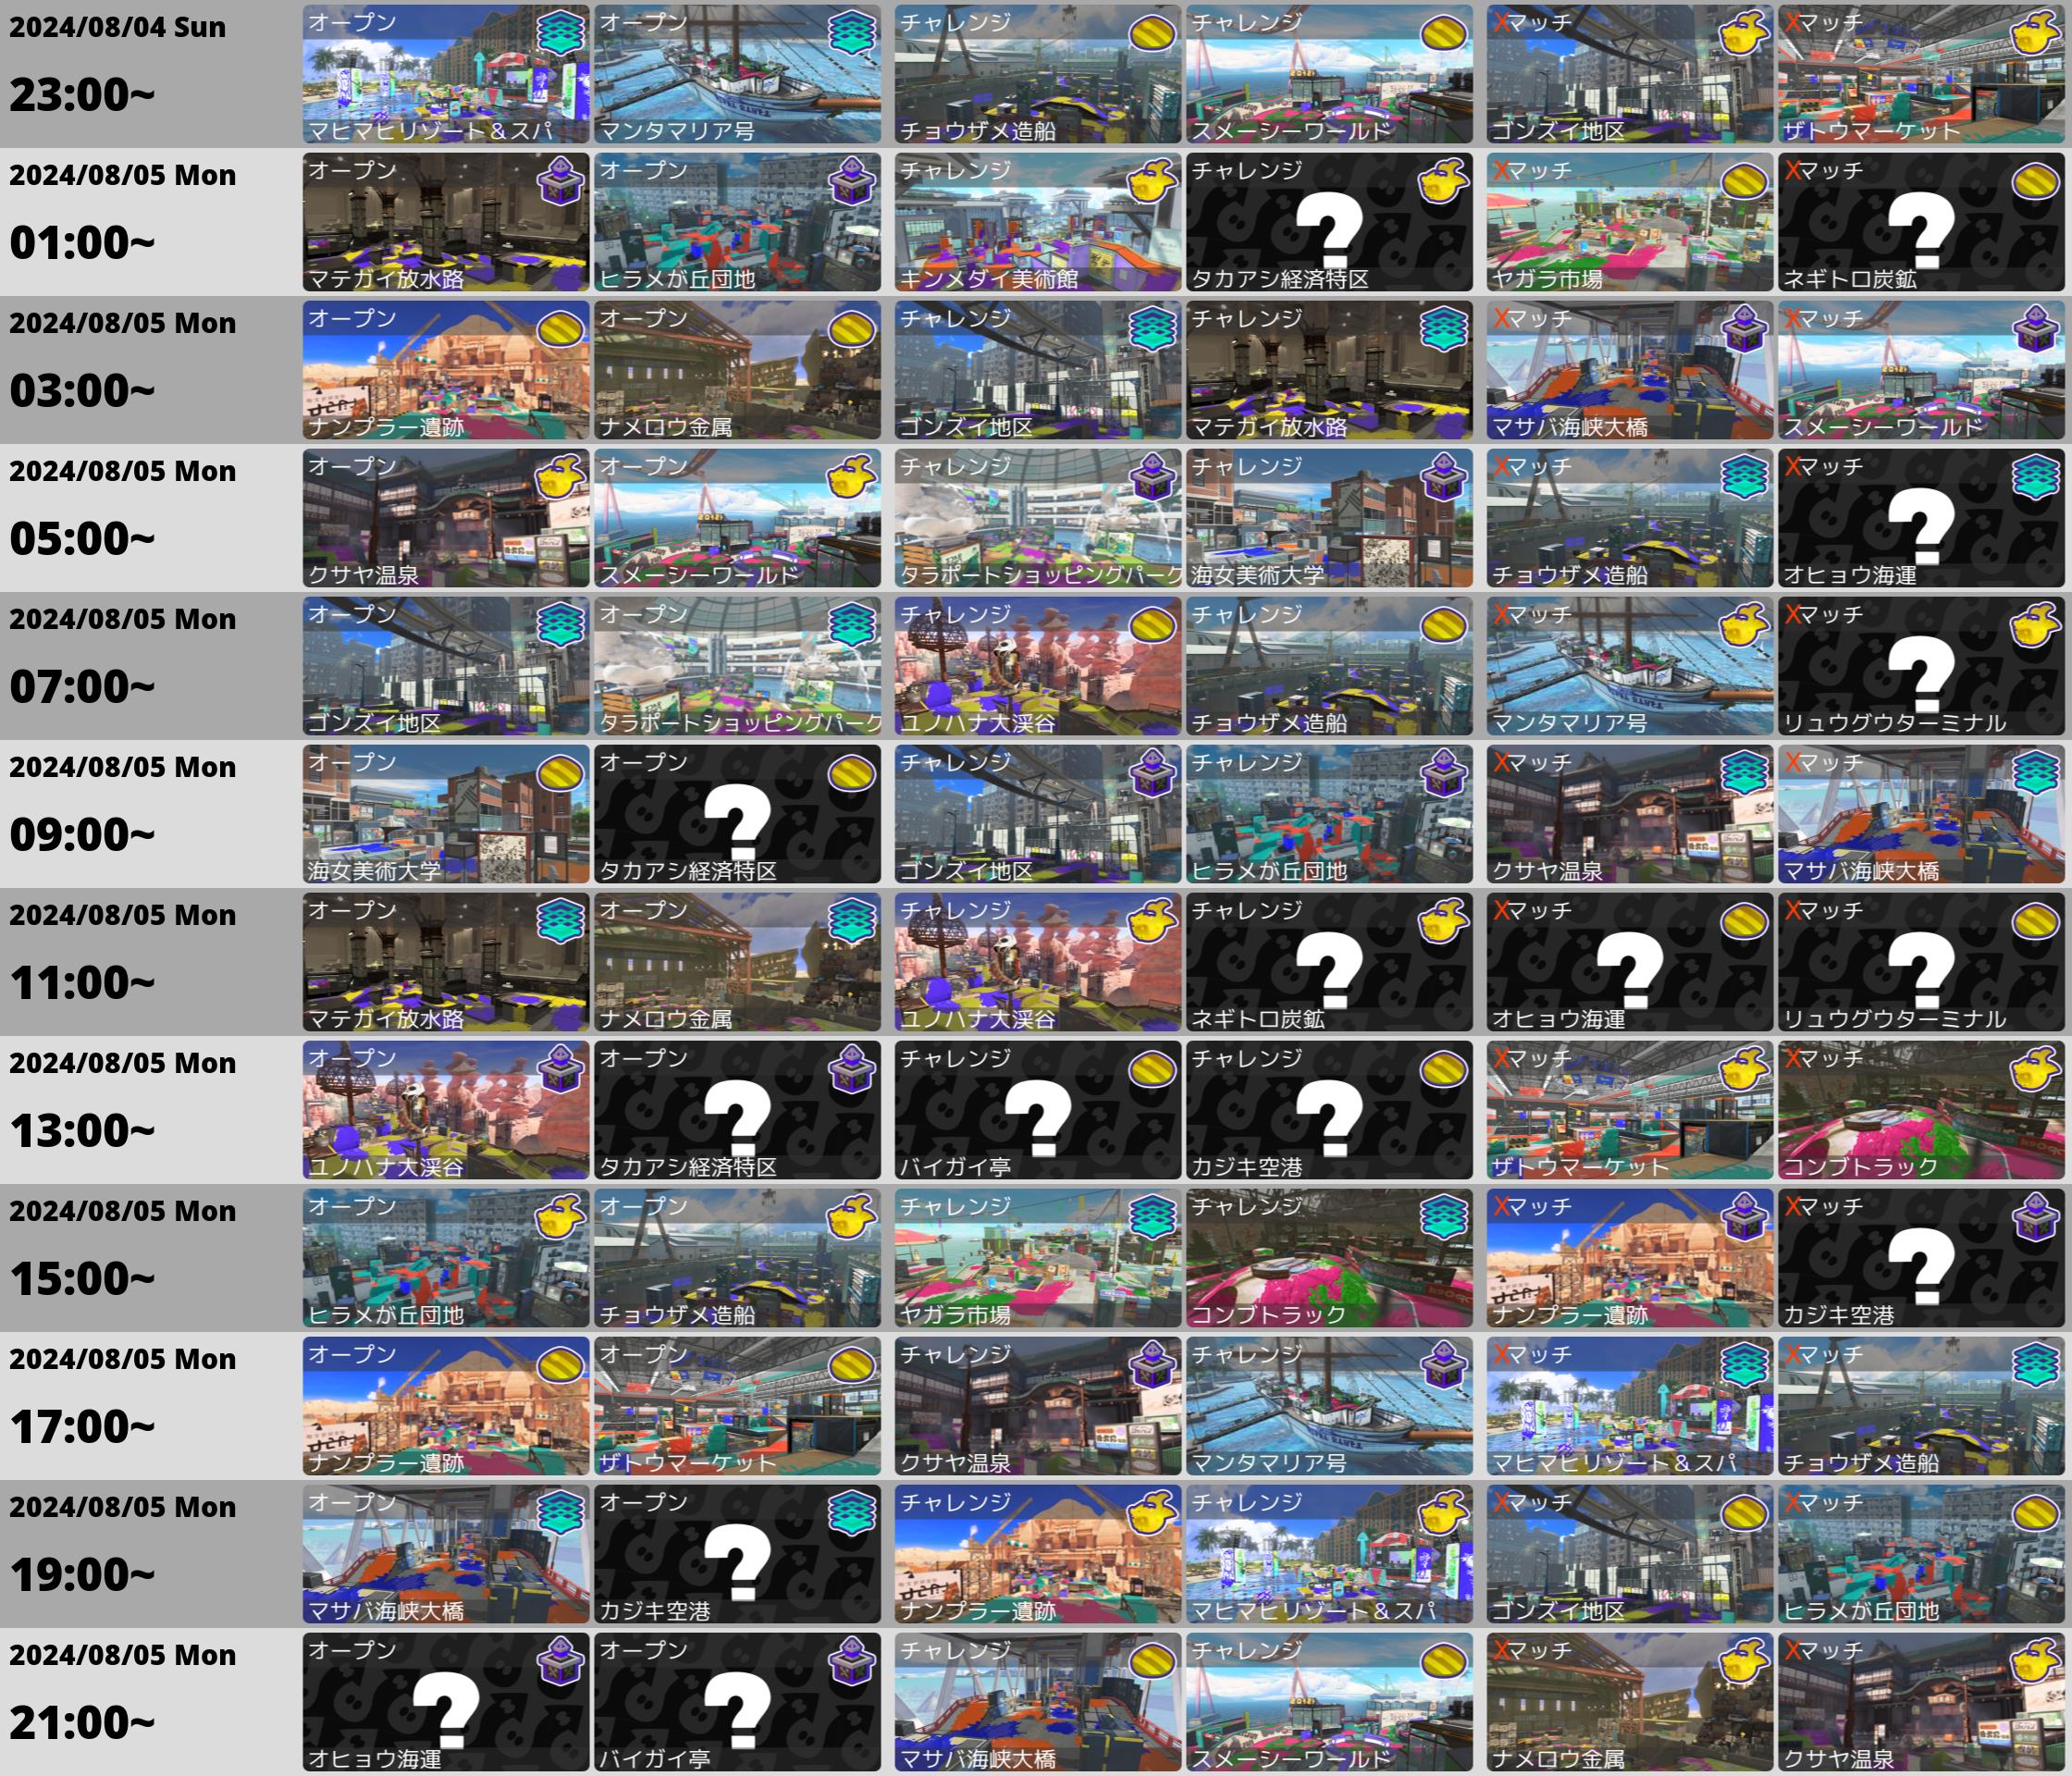 2024/08/04 Sun
23:00~
オープン
マヒマヒリゾート&スパ
オープン
マンタマリア号
チャレンジ
チョウザメ造船
チャレンジ
スメーシーワールド
Xマッチ
ゴンズイ地区
Xマッチ
ザトウマーケット
2024/08/05 Mon
01:00~
オープン
マテガイ放水路
オープン
ヒラメが丘団地
チャレンジ
キンメダイ美術館
チャレンジ
タカアシ経済特区
Xマッチ
ヤガラ市場
Xマッチ
ネギトロ炭鉱
2024/08/05 Mon
03:00~
オープン
ナンプラー遺跡
オープン
ナメロウ金属
チャレンジ
ゴンズイ地区
チャレンジ
マテガイ放水路
Xマッチ
マサバ海峡大橋
Xマッチ
スメーシーワールド
2024/08/05 Mon
05:00~
オープン
クサヤ温泉
オープン
スメーシーワールド
チャレンジ
タラポートショッピングパーク
チャレンジ
海女美術大学
Xマッチ
チョウザメ造船
Xマッチ
オヒョウ海運
2024/08/05 Mon
07:00~
オープン
ゴンズイ地区
オープン
タラポートショッピングパーク
チャレンジ
ユノハナ大渓谷
チャレンジ
チョウザメ造船
Xマッチ
マンタマリア号
Xマッチ
リュウグウターミナル
2024/08/05 Mon
09:00~
オープン
海女美術大学
オープン
タカアシ経済特区
チャレンジ
ゴンズイ地区
チャレンジ
ヒラメが丘団地
Xマッチ
クサヤ温泉
Xマッチ
マサバ海峡大橋
2024/08/05 Mon
11:00~
オープン
マテガイ放水路
オープン
ナメロウ金属
チャレンジ
ユノハナ大渓谷
チャレンジ
ネギトロ炭鉱
Xマッチ
オヒョウ海運
Xマッチ
リュウグウターミナル
2024/08/05 Mon
13:00~
オープン
ユノハナ大渓谷
オープン
タカアシ経済特区
チャレンジ
バイガイ亭
チャレンジ
カジキ空港
Xマッチ
ザトウマーケット
Xマッチ
コンブトラック
2024/08/05 Mon
15:00~
オープン
ヒラメが丘団地
オープン
チョウザメ造船
チャレンジ
ヤガラ市場
チャレンジ
コンブトラック
Xマッチ
ナンプラー遺跡
Xマッチ
カジキ空港
2024/08/05 Mon
17:00~
オープン
ナンプラー遺跡
オープン
ザトウマーケット
チャレンジ
クサヤ温泉
チャレンジ
マンタマリア号
Xマッチ
マヒマヒリゾート&スパ
Xマッチ
チョウザメ造船
2024/08/05 Mon
19:00~
オープン
マサバ海峡大橋
オープン
カジキ空港
チャレンジ
ナンプラー遺跡
チャレンジ
マヒマヒリゾート&スパ
Xマッチ
ゴンズイ地区
Xマッチ
ヒラメが丘団地
2024/08/05 Mon
21:00~
オープン
オヒョウ海運
オープン
バイガイ亭
チャレンジ
マサバ海峡大橋
チャレンジ
スメーシーワールド
Xマッチ
ナメロウ金属
Xマッチ
クサヤ温泉